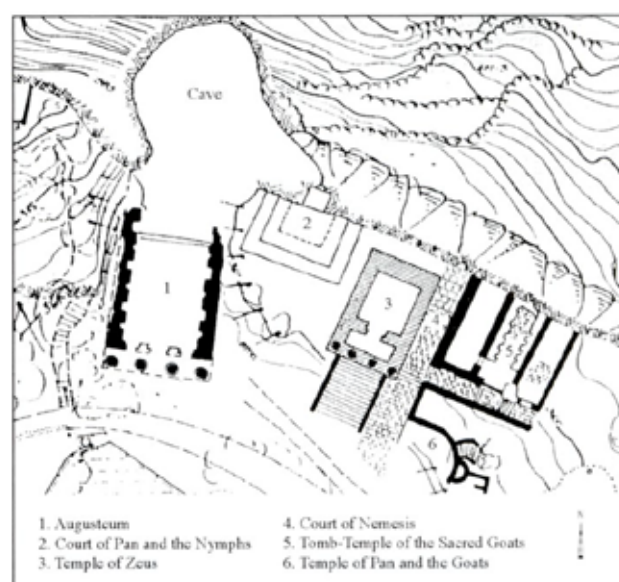 Cave
2
1
3
5
6
1. Augusteum
2. Court of Pan and the Nymphs
3. Temple of Zeus
4. Court of Nemesis
5. Tomb-Temple of the Sacred Goats
6. Temple of Pan and the Goats
N